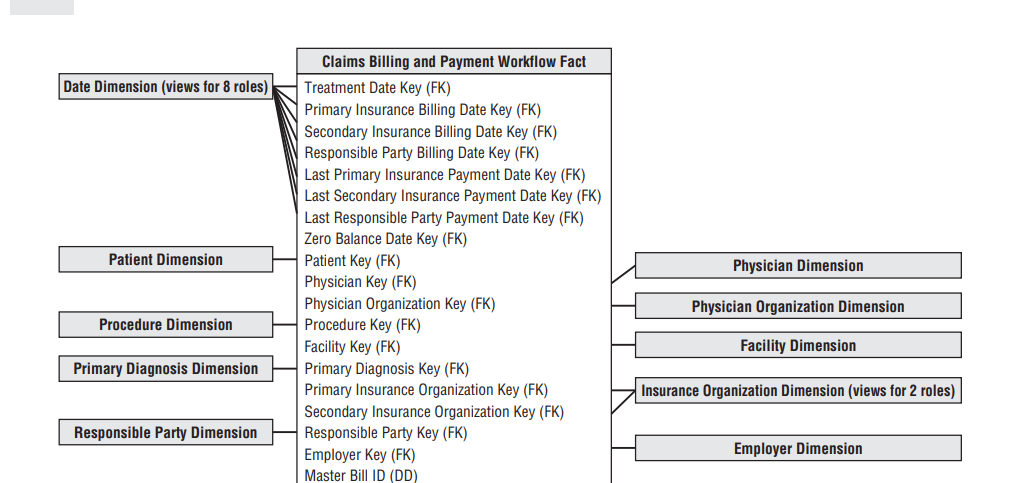 Claims Billing and Payment Workflow Fact
Date Dimension (views for 8 roles)
Treatment Date Key (FK)
Primary Insurance Billing Date Key (FK)
Secondary Insurance Billing Date Key (FK)
Responsible Party Billing Date Key (FK)
Last Primary Insurance Payment Date Key (FK)
Last Secondary Insurance Payment Date Key (FK)
Last Responsible Party Payment Date Key (FK)
Zero Balance Date Key (FK)
Patient Dimension
Patient Key (FK)
Physician Dimension
Physician Key (FK)
Physician Organization Key (FK)
Physician Organization Dimension
Procedure Dimension
Procedure Key (FK)
Facility Key (FK)
Facility Dimension
Primary Diagnosis Dimension
Primary Diagnosis Key (FK)
Primary Insurance Organization Key (FK)
Insurance Organization Dimension (views for 2 roles)
Secondary Insurance Organization Key (FK)
Responsible Party Dimension
Responsible Party Key (FK)
Employer Dimension
Employer Key (FK)
Master Bill ID (DD)